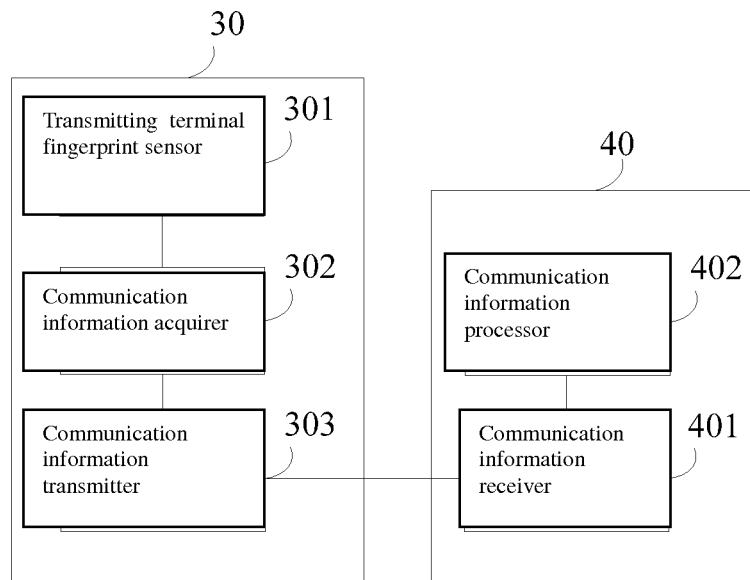 30
Transmitting terminal
fingerprint sensor
301
Communication
information acquirer
302
Communication
information
transmitter
303
40
Communication
information
processor
402
Communication
information
receiver
401